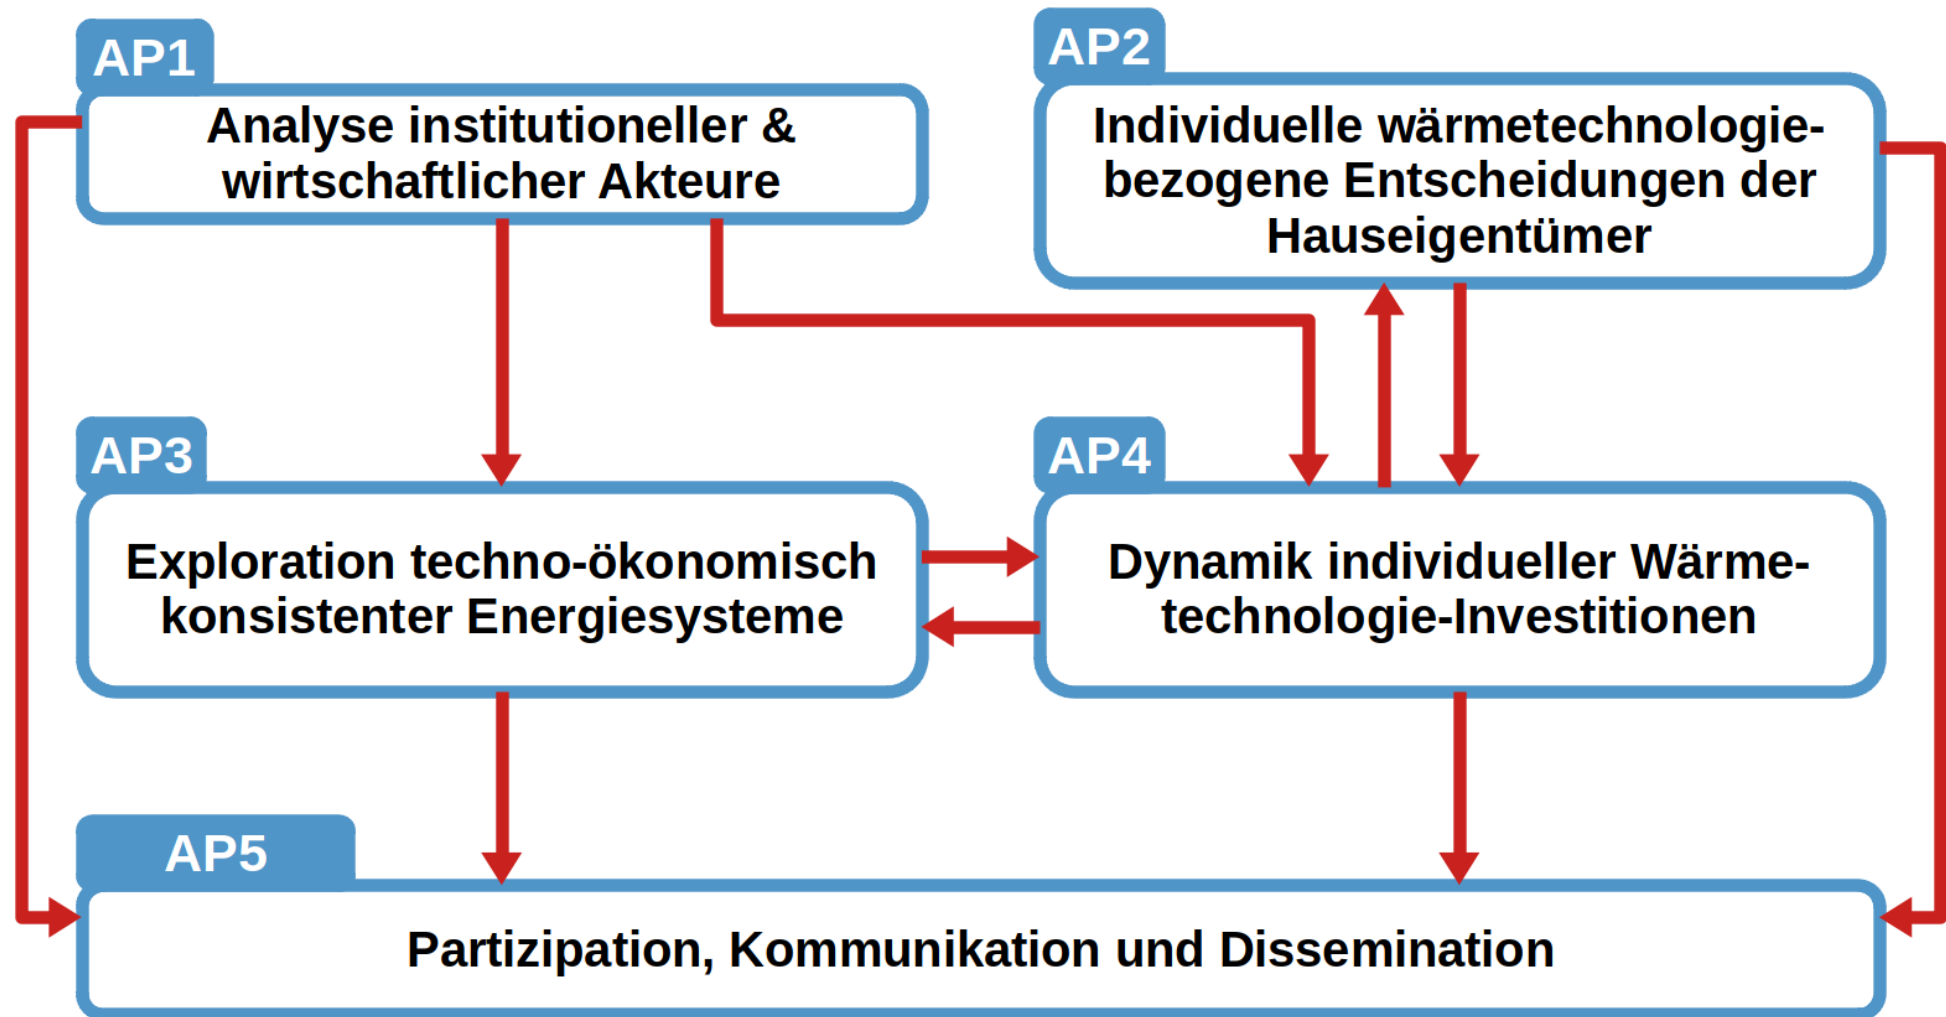 AP1
Analyse institutioneller &
wirtschaftlicher Akteure
AP2
Individuelle wärmetechnologie-
bezogene Entscheidungen der
Hauseigentümer
AP3
Exploration techno-ökonomisch
konsistenter Energiesysteme
AP4
Dynamik individueller Wärme-
technologie-Investitionen
AP5
Partizipation, Kommunikation und Dissemination